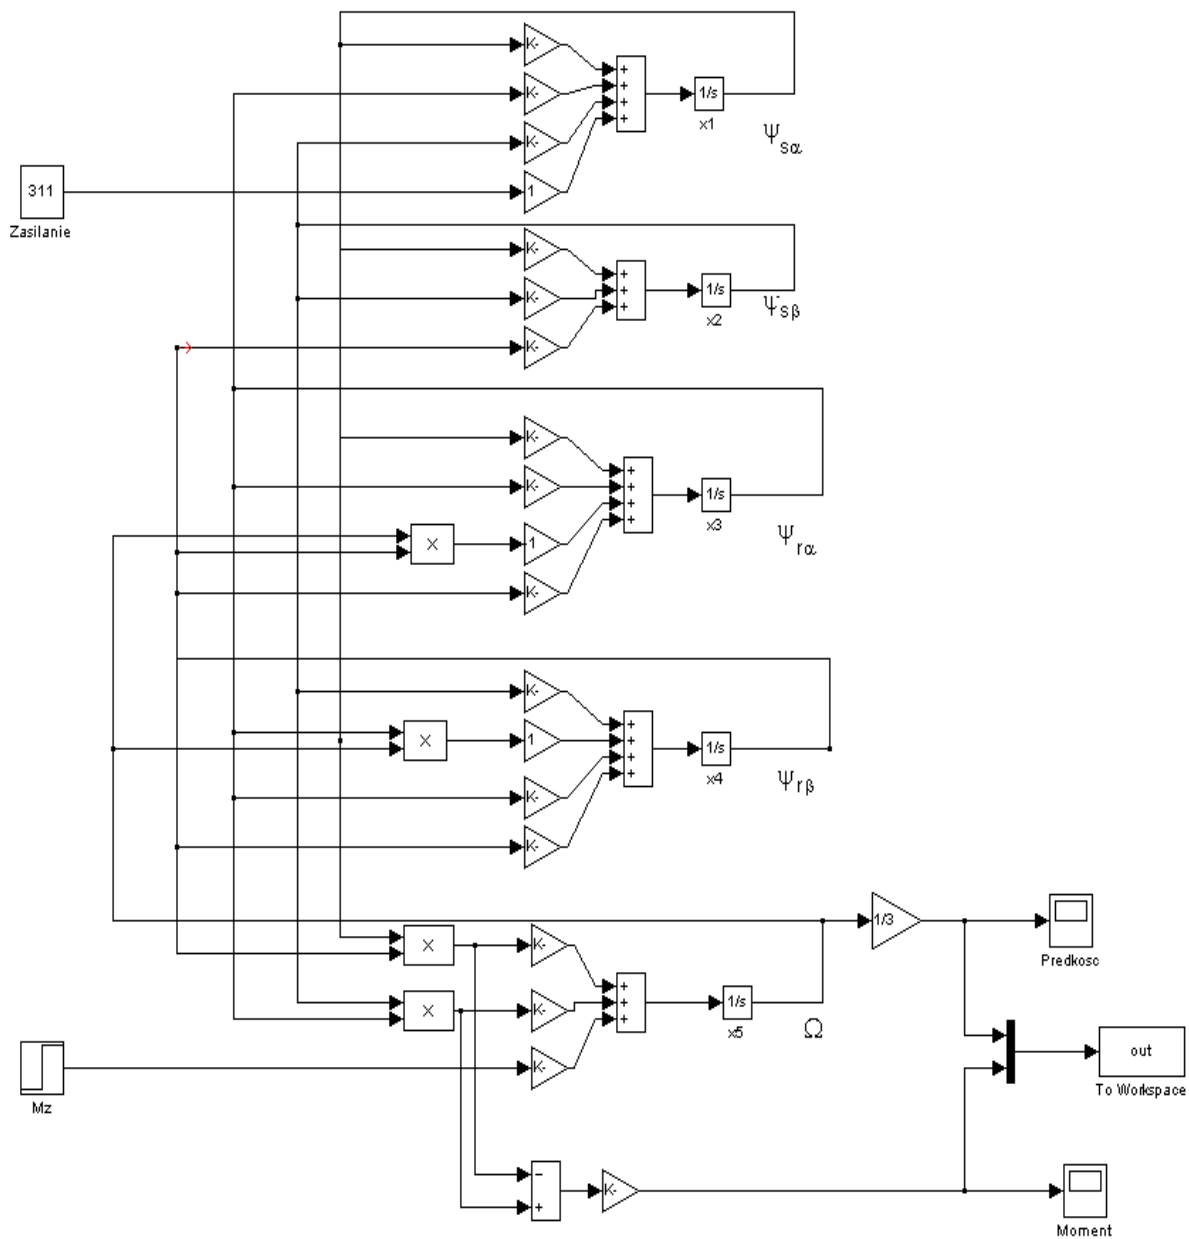 K-
+
K-
+
1/s
+
K-
+
x1
Ψsα
311
1
Zasilanie
K-
+
K-
+
1/s
+
x2
Ψsβ
K-
K-
+
K-
+
1/s
+
x3
+
X
1
Ψrα
K-
K-
+
X
1
+
1/s
+
x4
+
K-
Ψrβ
K-
1/3
X
K-
Predkosc
+
X
K-
+
1/s
+
x5
Ω
out
K-
To Workspace
Mz
-
K-
+
Moment